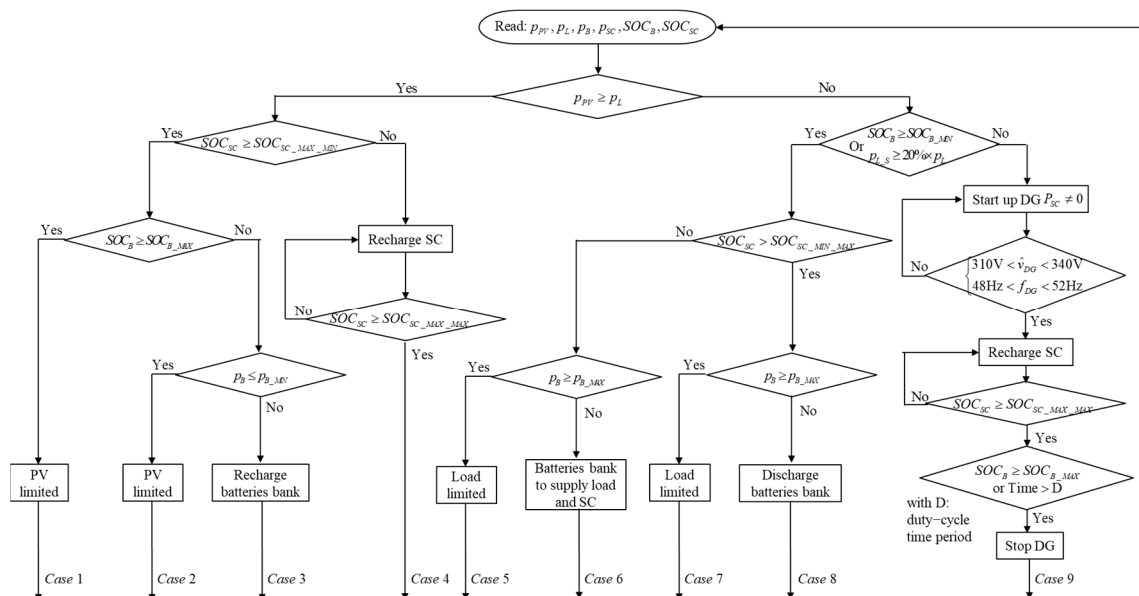 Read: p_PV, p_L, p_B, p_SC, SOC_B, SOC_SC
Yes
p_PV ≥ p_L
No
Yes
SOC_SC ≥ SOC_SC_MAX_MIN
No
Yes
SOC_B ≥ SOC_B_MIN
Or
p_L_S ≥ 20% × p_L
No
Start up DG P_SC ≠ 0
Yes
SOC_B ≥ SOC_B_MAX
No
Recharge SC
No
SOC_SC > SOC_SC_MIN_MAX
Yes
No
310V < v̂_DG < 340V
48Hz < f_DG < 52Hz
Yes
No
SOC_SC ≥ SOC_SC_MAX_MAX
Yes
Recharge SC
Yes
p_B ≤ p_B_MIN
No
Yes
p_B ≥ p_B_MAX
No
Yes
p_B ≥ p_B_MAX
No
No
SOC_SC ≥ SOC_SC_MAX_MAX
Yes
PV
limited
PV
limited
Recharge
batteries bank
Load
limited
Batteries bank
to supply load
and SC
Load
limited
Discharge
batteries bank
SOC_B ≥ SOC_B_MAX
or Time > D
with D:
duty−cycle
time period
Yes
Stop DG
Case 1
Case 2
Case 3
Case 4
Case 5
Case 6
Case 7
Case 8
Case 9